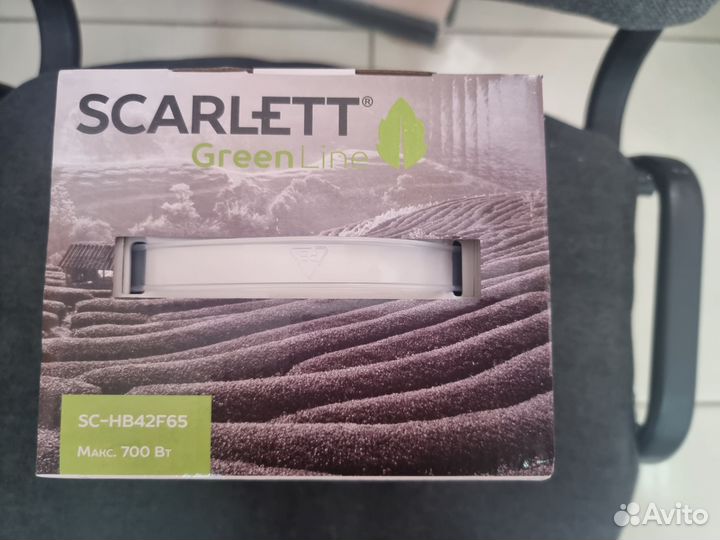 SCARLETT®
Green Line
SC-HB42F65
Макс. 700 Вт
Avito